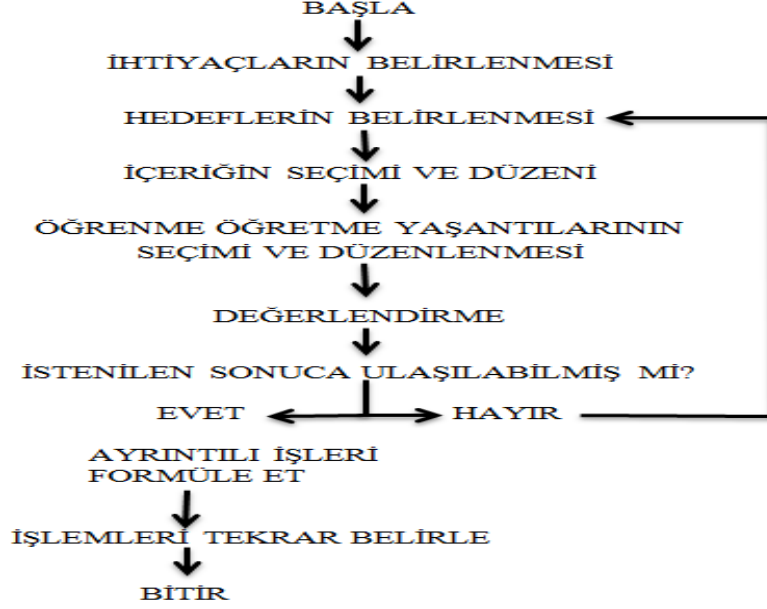 BAŞLA
İHTİYAÇLARIN BELİRLENMESİ
HEDEFLERİN BELİRLENMESİ
İÇERİĞİN SEÇİMİ VE DÜZENİ
ÖĞRENME ÖĞRETME YAŞANTILARININ
SEÇİMİ VE DÜZENLENMESİ
DEĞERLENDİRME
İSTENİLEN SONUCA ULAŞILABİLMİŞ Mİ?
EVET
HAYIR
AYRINTILI İŞLERİ
FORMÜLE ET
İŞLEMLERİ TEKRAR BELİRLE
BİTİR